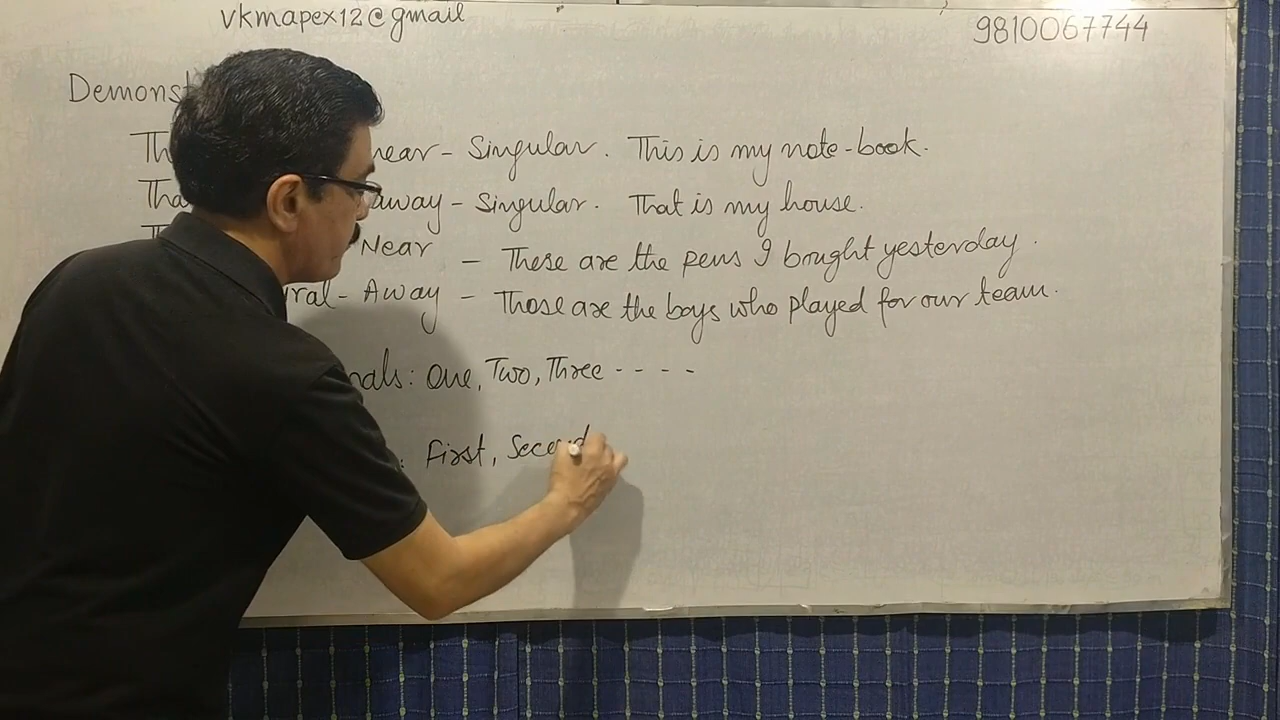 vkmapex12@gmail
9810067744
Demonst
Th near - Singular. This is my note-book.
Tha away - Singular. That is my house.
Near - These are the pens I bought yesterday.
ural - Away - Those are the boys who played for our team.
nals: One, Two, Three - - - -
: First, Second